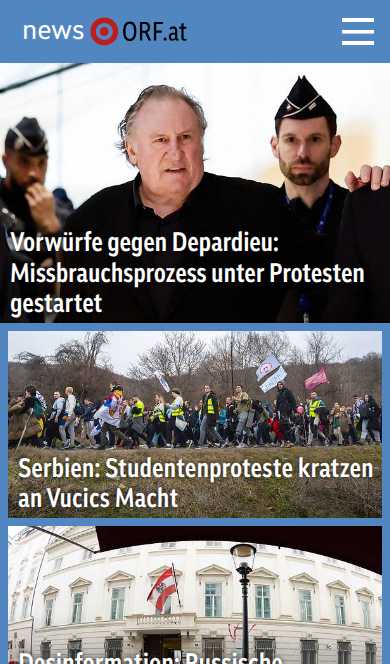 news ORF.at
Vorwürfe gegen Depardieu:
Missbrauchsprozess unter Protesten
gestartet
Serbien: Studentenproteste kratzen
an Vucics Macht
Desinformation: Russische